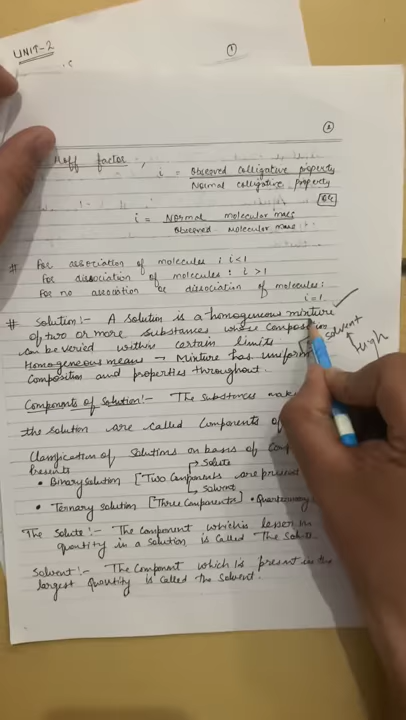 UNIT-2
1
2
Hoff factor,
i = Observed colligative property
Normal colligative property
OR
i = Normal molecular mass
Observed molecular mass
# For association of molecules : i < 1
For dissociation of molecules : i > 1
For no association or dissociation of molecules:
i = 1.
# Solution:- A solution is a homogeneous mixture
of two or more substances whose composition
can be veried within certain limits
solvent
high
Homogeneous means → Mixture has uniform
composition and properties throughout.
Components of Solution!- The substances
the solution are called Components of
Classification of Solutions on basis of
Presents
→ Solute
• Binary solution [Two Components are present
→ Solvent
• Ternary solution [Three Components] •
The Solute!- The Component which is lesser in
quantity in a solution is called The
Solvent:- The Component which is present in the
largest Quantity is called the solvent.